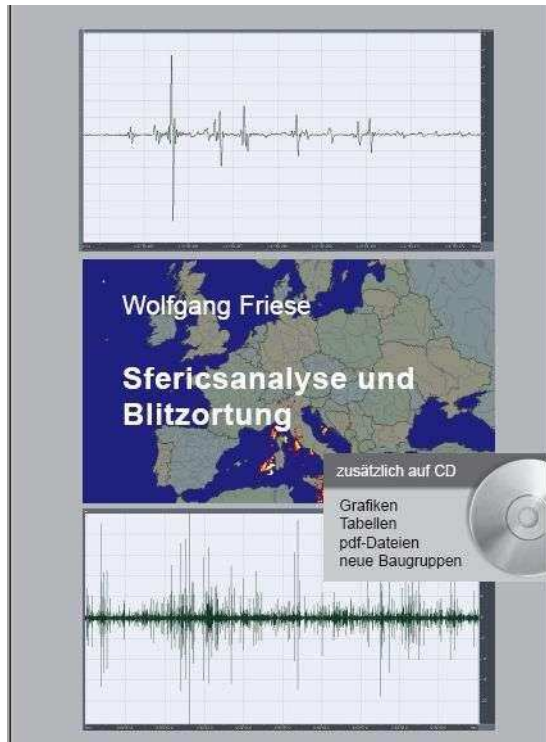 Wolfgang Friese
Sfericsanalyse und
Blitzortung
zusätzlich auf CD
Grafiken
Tabellen
pdf-Dateien
neue Baugruppen